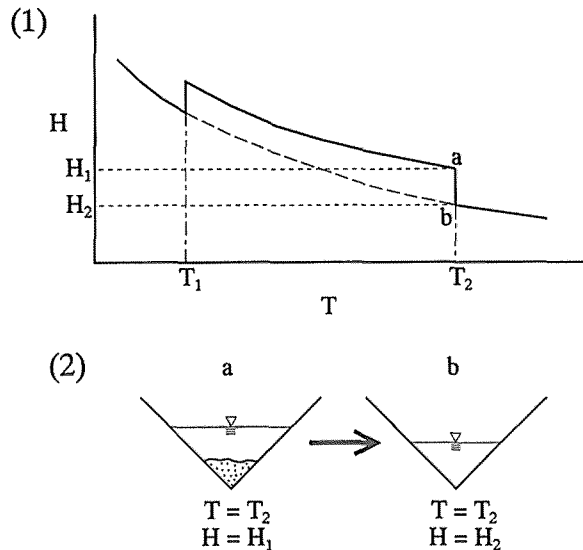 (1)
H
H₁
H₂
a
b
T₁
T₂
T
(2)
a
b
T = T₂
H = H₁
T = T₂
H = H₂